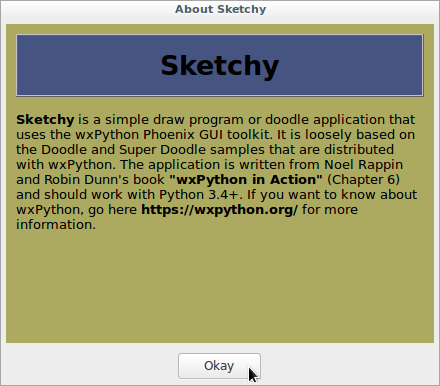 About Sketchy
Sketchy
Sketchy is a simple draw program or doodle application that
uses the wxPython Phoenix GUI toolkit. It is loosely based on
the Doodle and Super Doodle samples that are distributed
with wxPython. The application is written from Noel Rappin
and Robin Dunn's book "wxPython in Action" (Chapter 6)
and should work with Python 3.4+. If you want to know about
wxPython, go here https://wxpython.org/ for more
information.
Okay